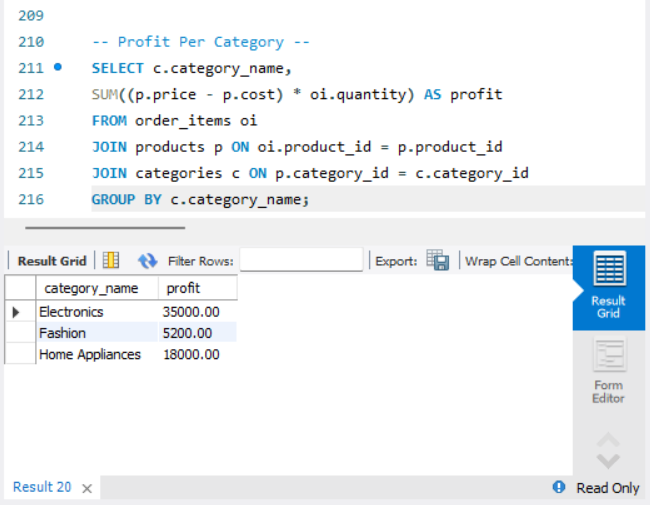 209
210 -- Profit Per Category --
211 SELECT c.category_name,
212 SUM((p.price - p.cost) * oi.quantity) AS profit
213 FROM order_items oi
214 JOIN products p ON oi.product_id = p.product_id
215 JOIN categories c ON p.category_id = c.category_id
216 GROUP BY c.category_name;
Result Grid Filter Rows: Export: Wrap Cell Content:
category_name profit
Electronics 35000.00
Fashion 5200.00
Home Appliances 18000.00
Result
Grid
Form
Editor
Result 20 Read Only